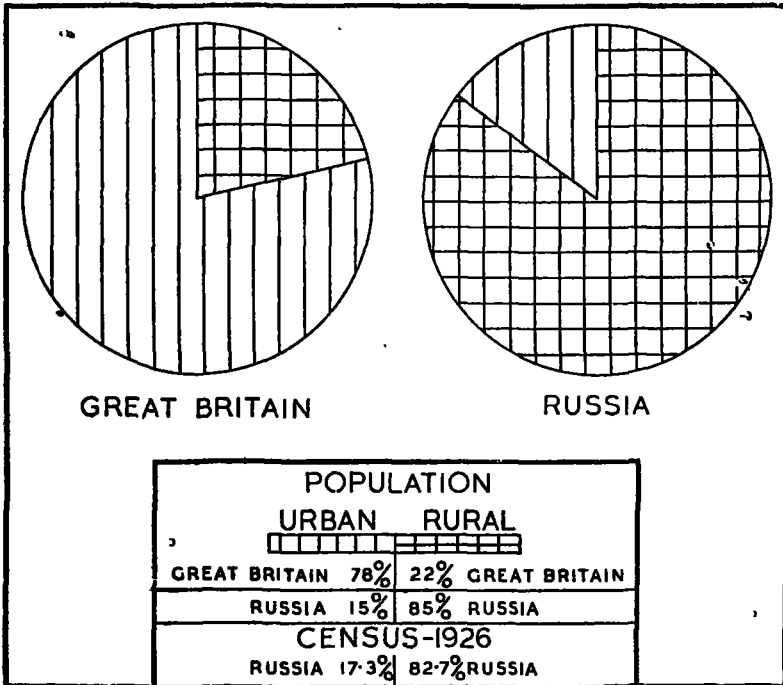 GREAT BRITAIN RUSSIA
POPULATION
URBAN RURAL
GREAT BRITAIN 78% 22% GREAT BRITAIN
RUSSIA 15% 85% RUSSIA
CENSUS-1926
RUSSIA 17·3% 82·7% RUSSIA